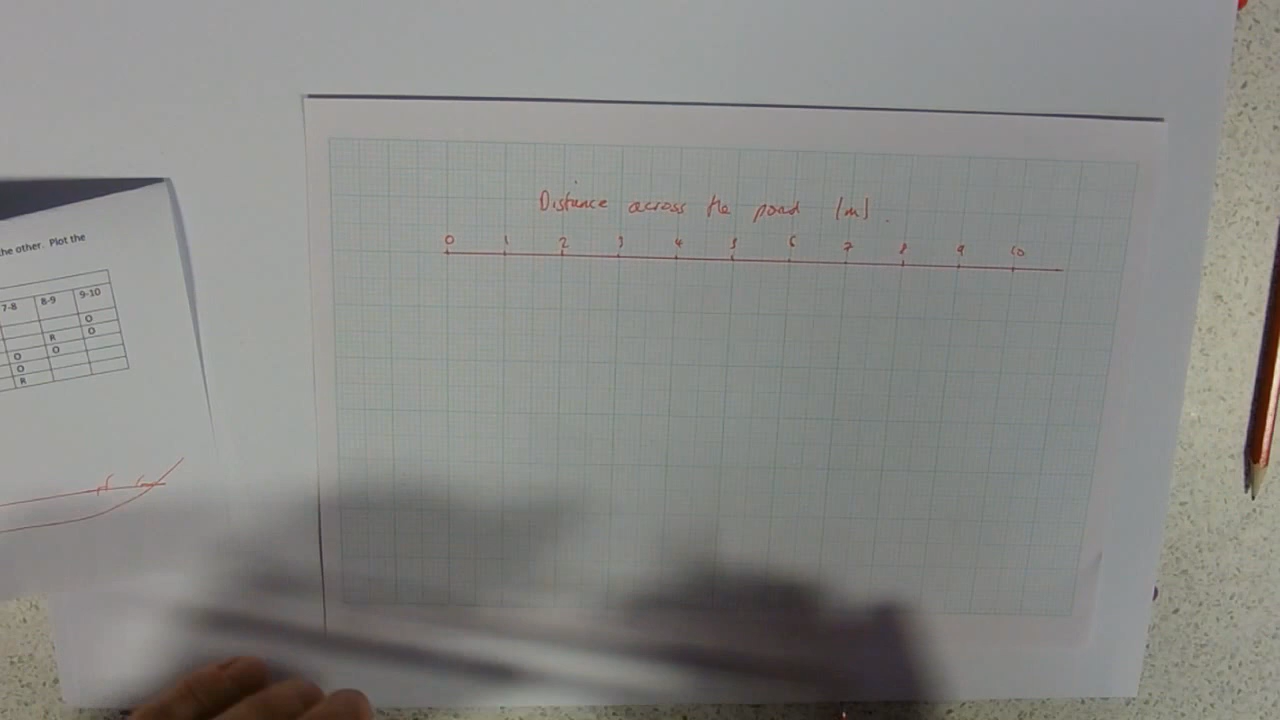 Distance across the pond (m).
0 1 2 3 4 5 6 7 8 9 10
the other. Plot the
7-8 8-9 9-10
O
R O
O O
O
R